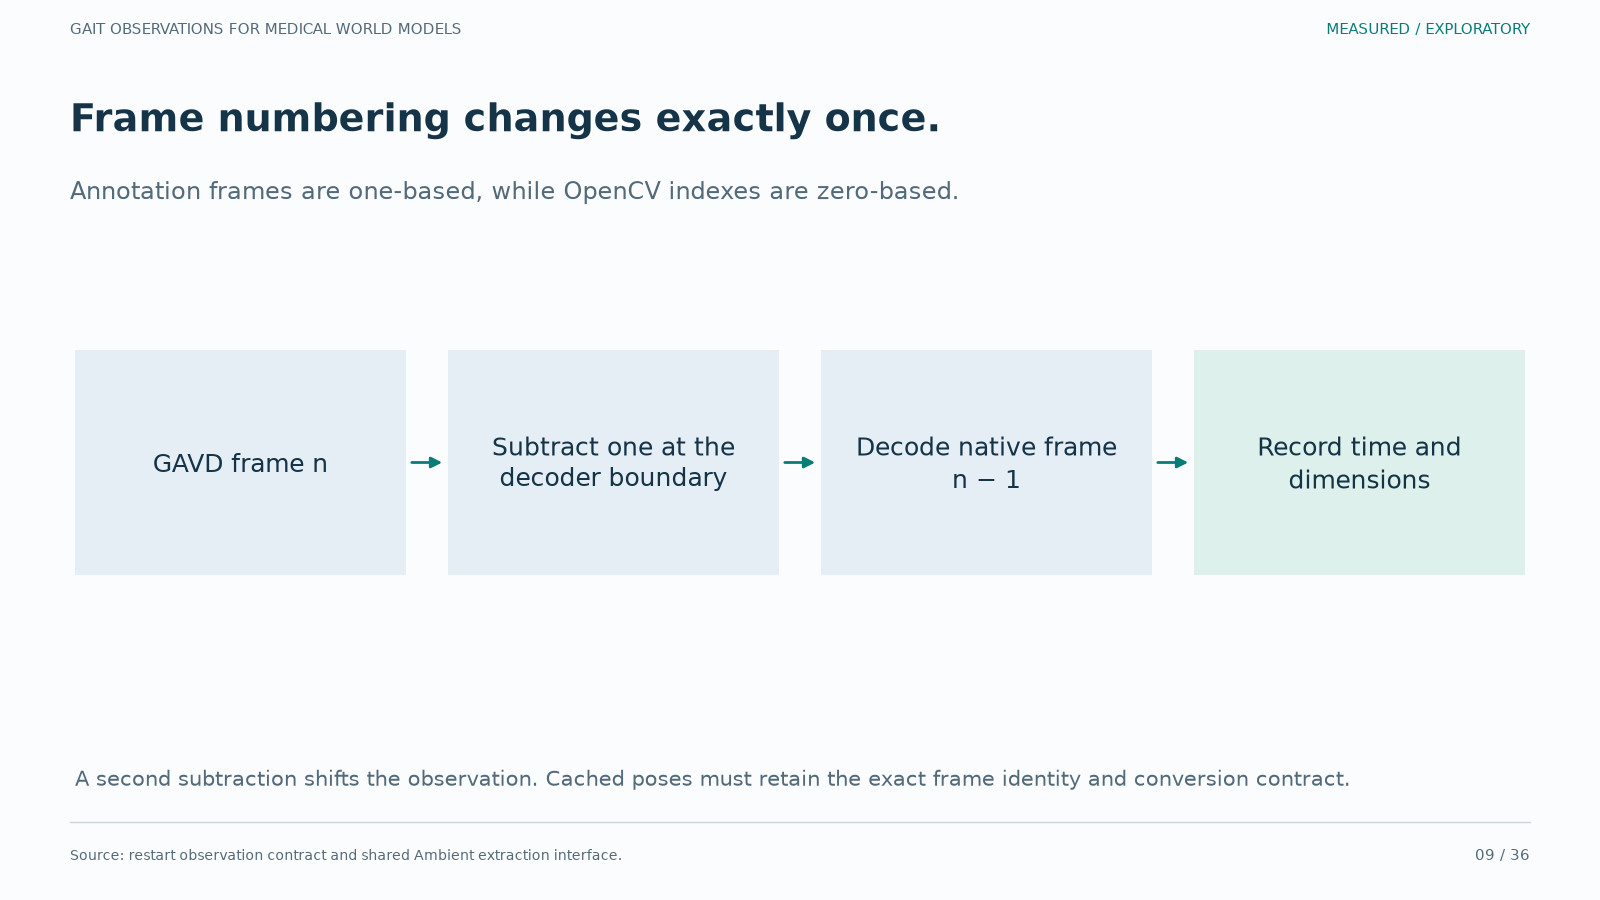 GAIT OBSERVATIONS FOR MEDICAL WORLD MODELS
MEASURED / EXPLORATORY
Frame numbering changes exactly once.
Annotation frames are one-based, while OpenCV indexes are zero-based.
GAVD frame n
Subtract one at the
decoder boundary
Decode native frame
n − 1
Record time and
dimensions
A second subtraction shifts the observation. Cached poses must retain the exact frame identity and conversion contract.
Source: restart observation contract and shared Ambient extraction interface.
09 / 36